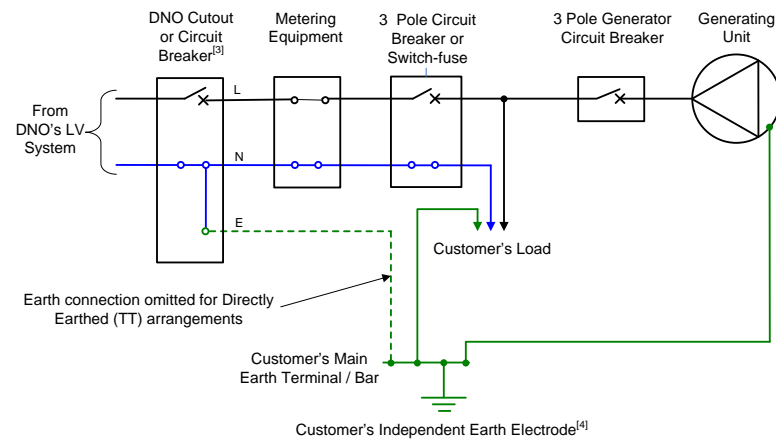 DNO Cutout
or Circuit
Breaker[3]
Metering
Equipment
3 Pole Circuit
Breaker or
Switch-fuse
3 Pole Generator
Circuit Breaker
Generating
Unit
L
From
DNO's LV
System
N
E
Customer's Load
Earth connection omitted for Directly
Earthed (TT) arrangements
Customer's Main
Earth Terminal / Bar
Customer's Independent Earth Electrode[4]